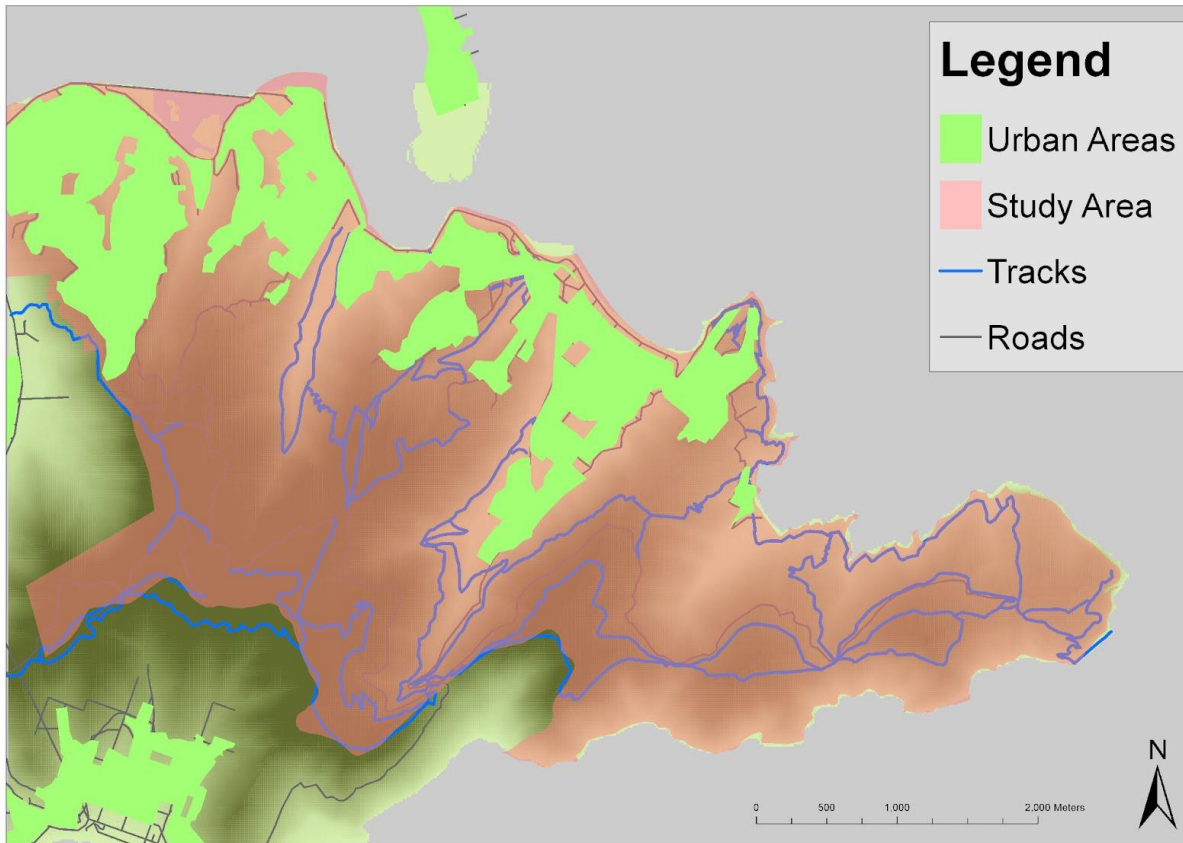 Legend
Urban Areas
Study Area
Tracks
Roads
N
0 500 1,000 2,000 Meters